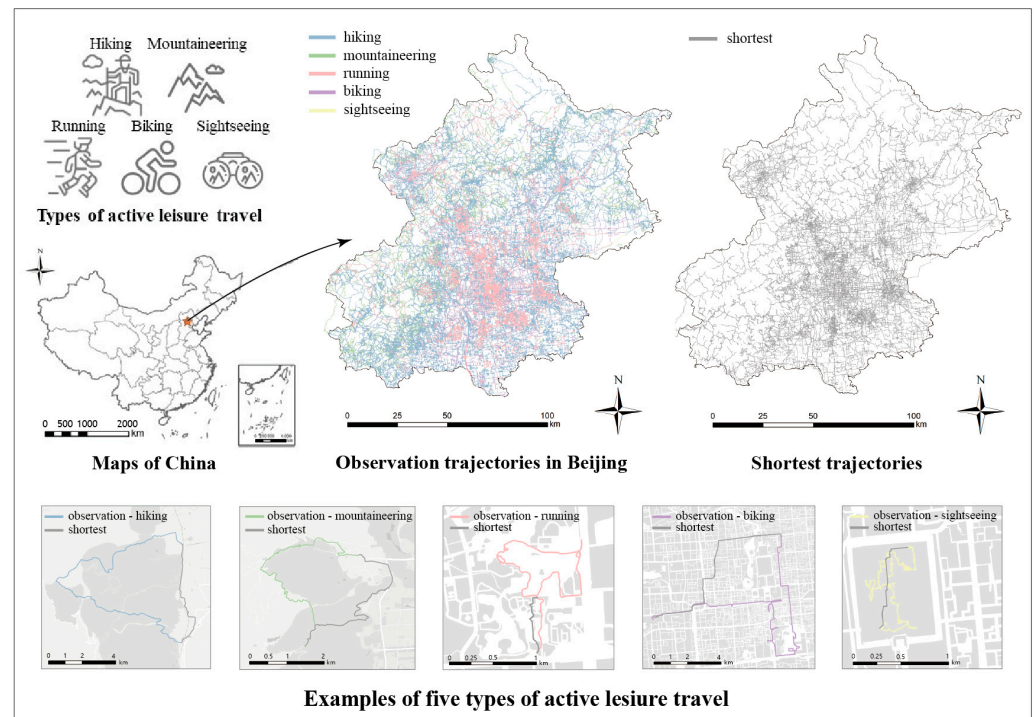 Hiking Mountaineering
Running Biking Sightseeing
Types of active leisure travel
hiking
mountaineering
running
biking
sightseeing
shortest
N
0 500 1000 2000
km
Maps of China
N
0 25 50 100
km
Observation trajectories in Beijing
N
0 25 50 100
km
Shortest trajectories
observation - hiking
shortest
0 1 2 4
km
observation - mountaineering
shortest
0 0.5 1 2
km
observation - running
shortest
0 0.25 0.5 1
km
observation - biking
shortest
0 1 2 4
km
observation - sightseeing
shortest
0 0.25 0.5 1
km
Examples of five types of active lesiure travel